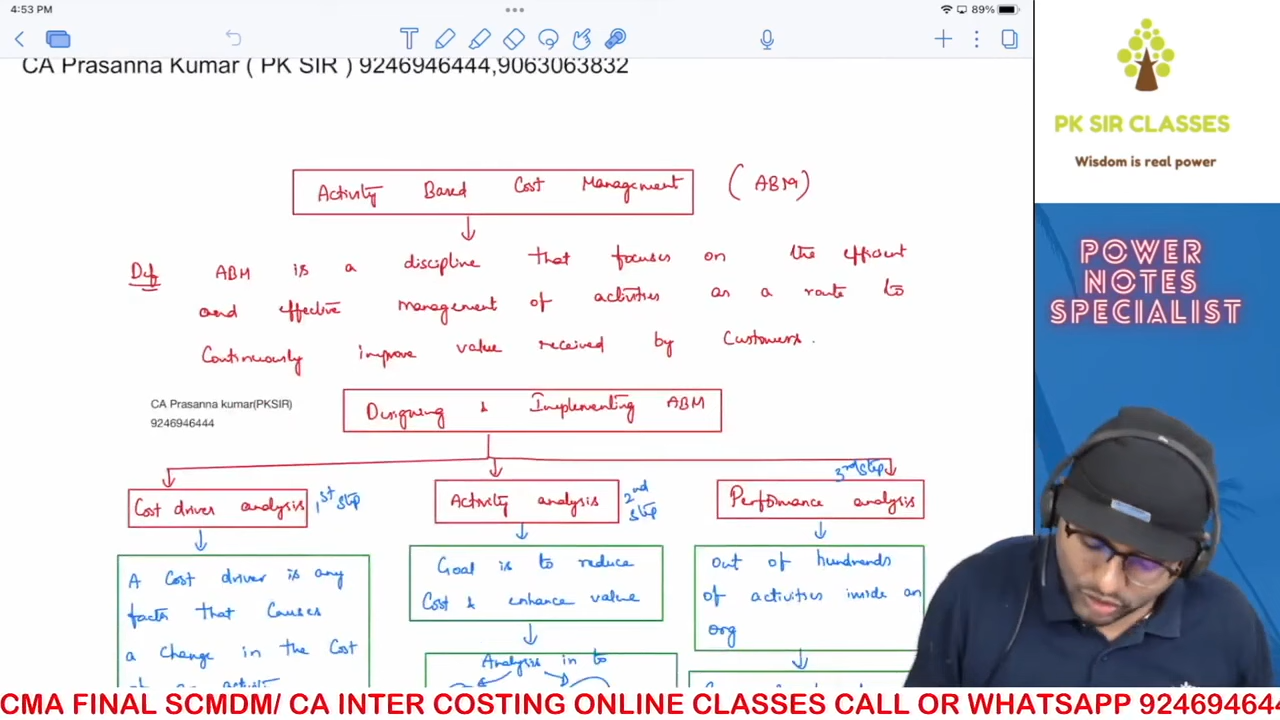 4:53 PM
89%
CA Prasanna Kumar ( PK SIR ) 9246946444,9063063832
PK SIR CLASSES
Wisdom is real power
POWER
NOTES
SPECIALIST
Activity Based Cost Management (ABM)
Def ABM is a discipline that focuses on the efficient
and effective management of activities as a route to
Continuously improve value received by Customers.
CA Prasanna kumar(PKSIR)
9246946444
Designing & Implementing ABM
Cost driver analysis 1st Step
Activity analysis 2nd Step
3rd Step
Performance analysis
A Cost driver is any
factor that Causes
a change in the Cost
Goal is to reduce
Cost & enhance value
Analysis in to
out of hundreds
of activities inside an
org
CMA FINAL SCMDM/ CA INTER COSTING ONLINE CLASSES CALL OR WHATSAPP 924694644